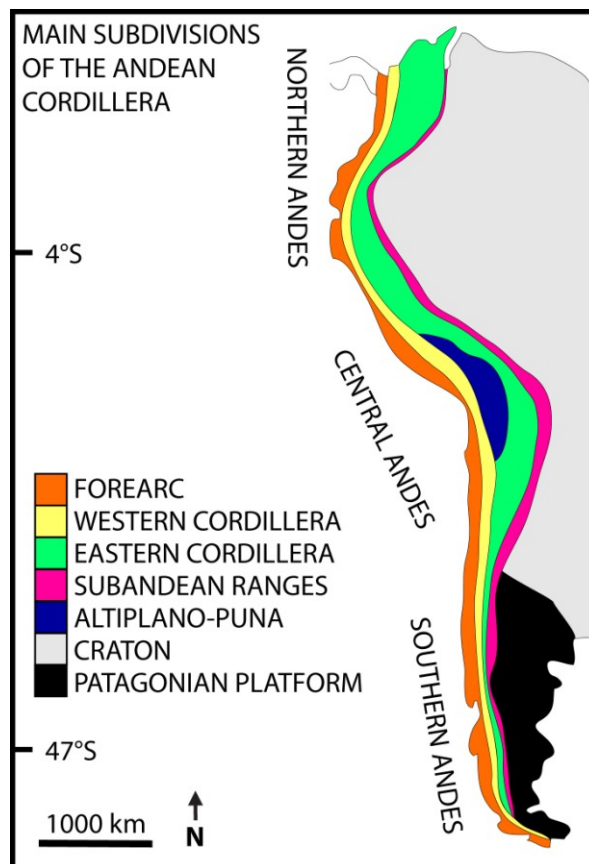 MAIN SUBDIVISIONS
OF THE ANDEAN
CORDILLERA
NORTHERN ANDES
4°S
CENTRAL ANDES
FOREARC
WESTERN CORDILLERA
EASTERN CORDILLERA
SUBANDEAN RANGES
ALTIPLANO-PUNA
CRATON
PATAGONIAN PLATFORM
SOUTHERN ANDES
47°S
1000 km
N